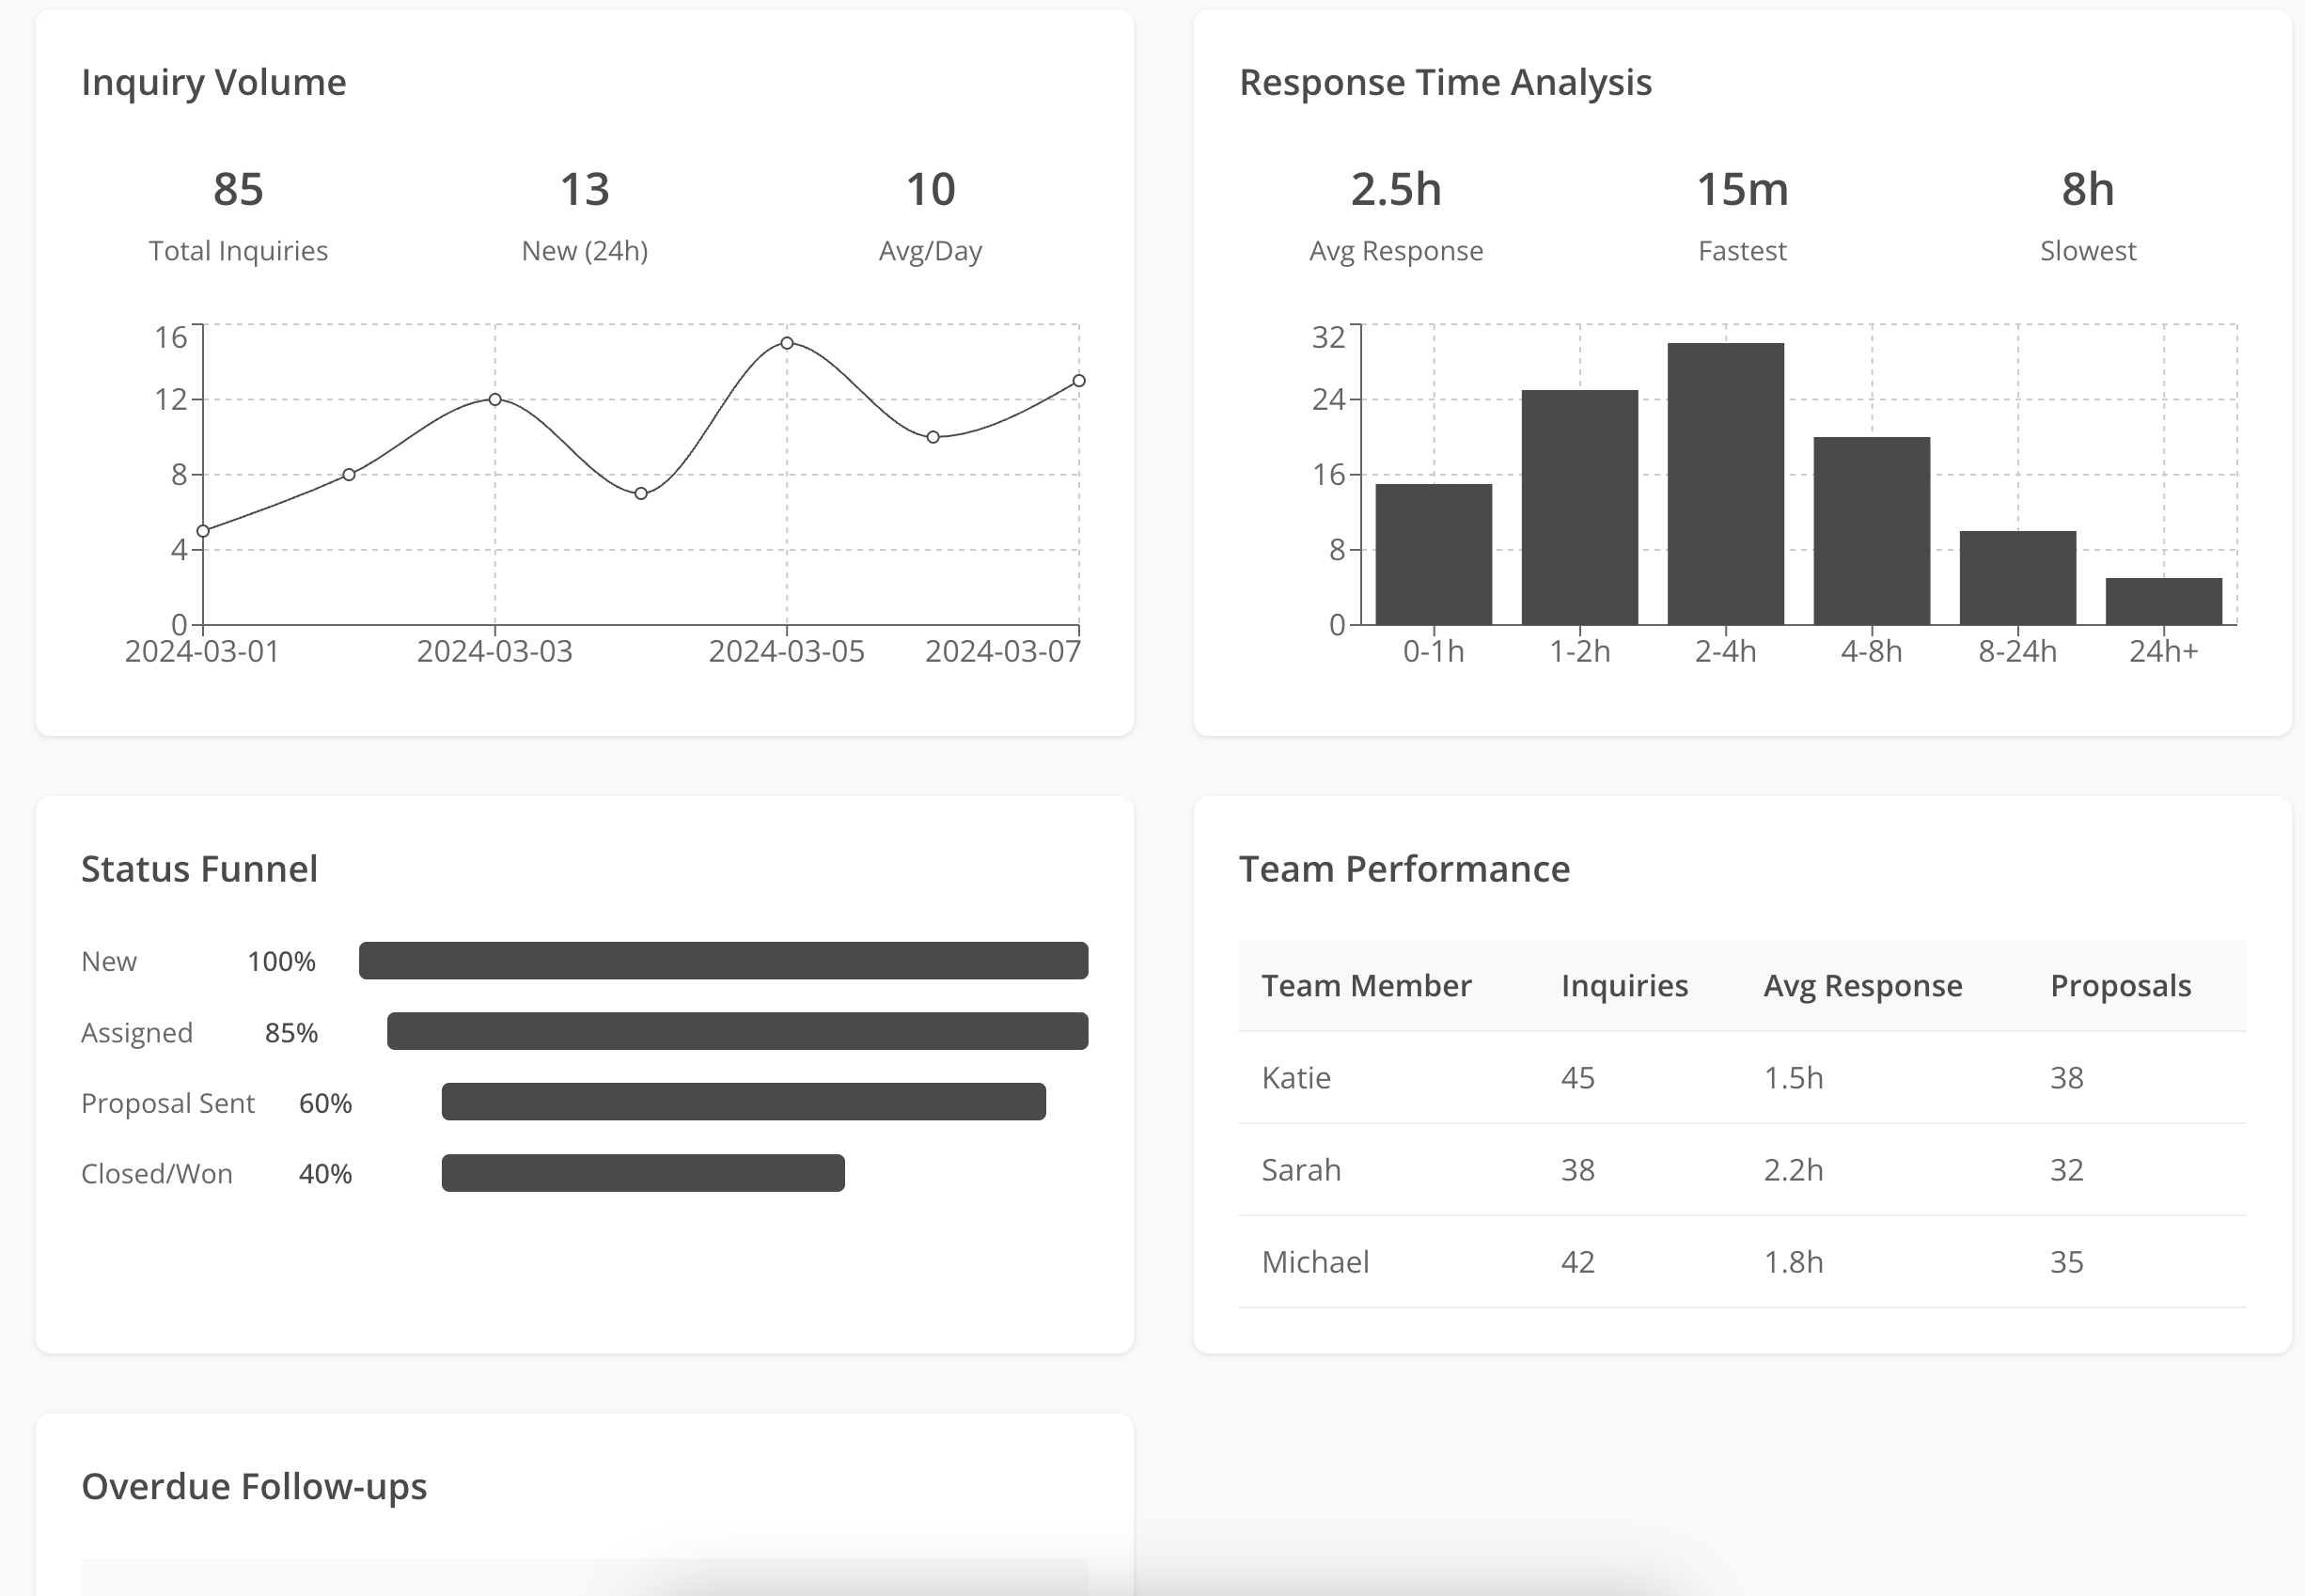 Inquiry Volume
85 13 10
Total Inquiries New (24h) Avg/Day
16
12
8
4
0
2024-03-01 2024-03-03 2024-03-05 2024-03-07
Response Time Analysis
2.5h 15m 8h
Avg Response Fastest Slowest
32
24
16
8
0
0-1h 1-2h 2-4h 4-8h 8-24h 24h+
Status Funnel
New 100%
Assigned 85%
Proposal Sent 60%
Closed/Won 40%
Team Performance
Team Member Inquiries Avg Response Proposals
Katie 45 1.5h 38
Sarah 38 2.2h 32
Michael 42 1.8h 35
Overdue Follow-ups